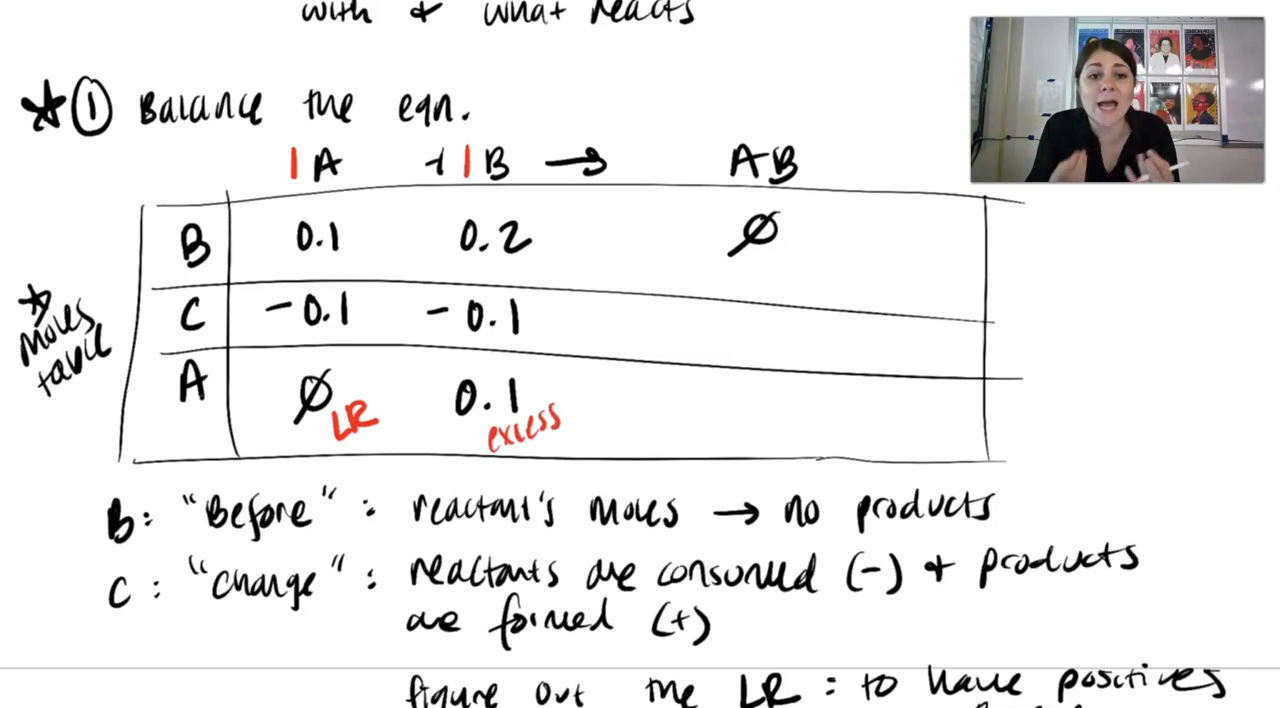 with & what reacts
★ ① Balance the eqn.
1 A + 1 B → AB
B 0.1 0.2 Ø
C -0.1 -0.1
★ Moles table
A Ø LR 0.1 excess
B: "Before": reactant's moles → no products
C: "Change": reactants are consumed (-) & products
are formed (+)
figure out the LR: to have positives